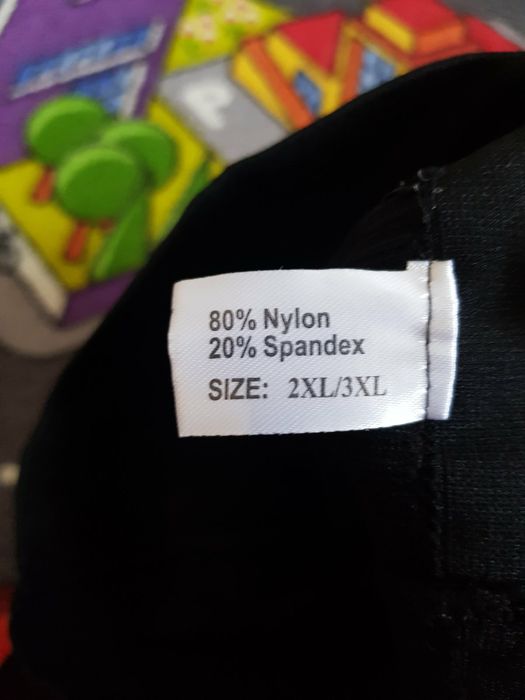 80% Nylon
20% Spandex
SIZE: 2XL/3XL